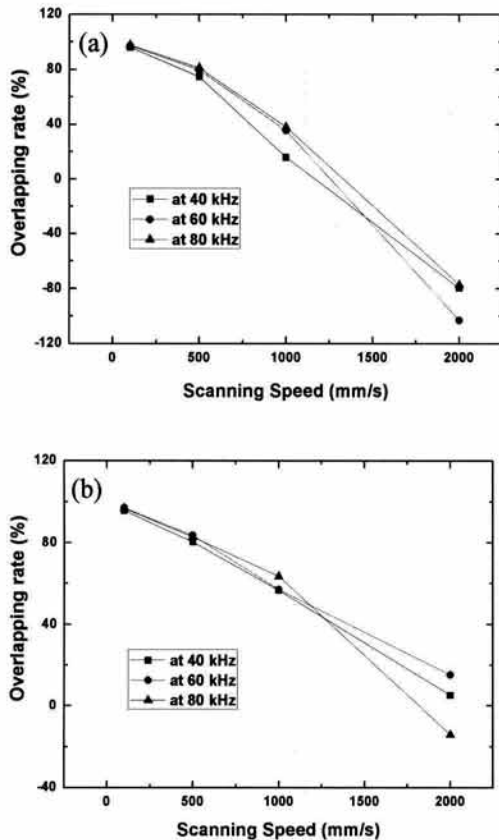 120
(a)
80
40
0
-40
-80
-120
Overlapping rate (%)
at 40 kHz
at 60 kHz
at 80 kHz
0 500 1000 1500 2000
Scanning Speed (mm/s)
120
(b)
80
40
0
-40
Overlapping rate (%)
at 40 kHz
at 60 kHz
at 80 kHz
0 500 1000 1500 2000
Scanning Speed (mm/s)